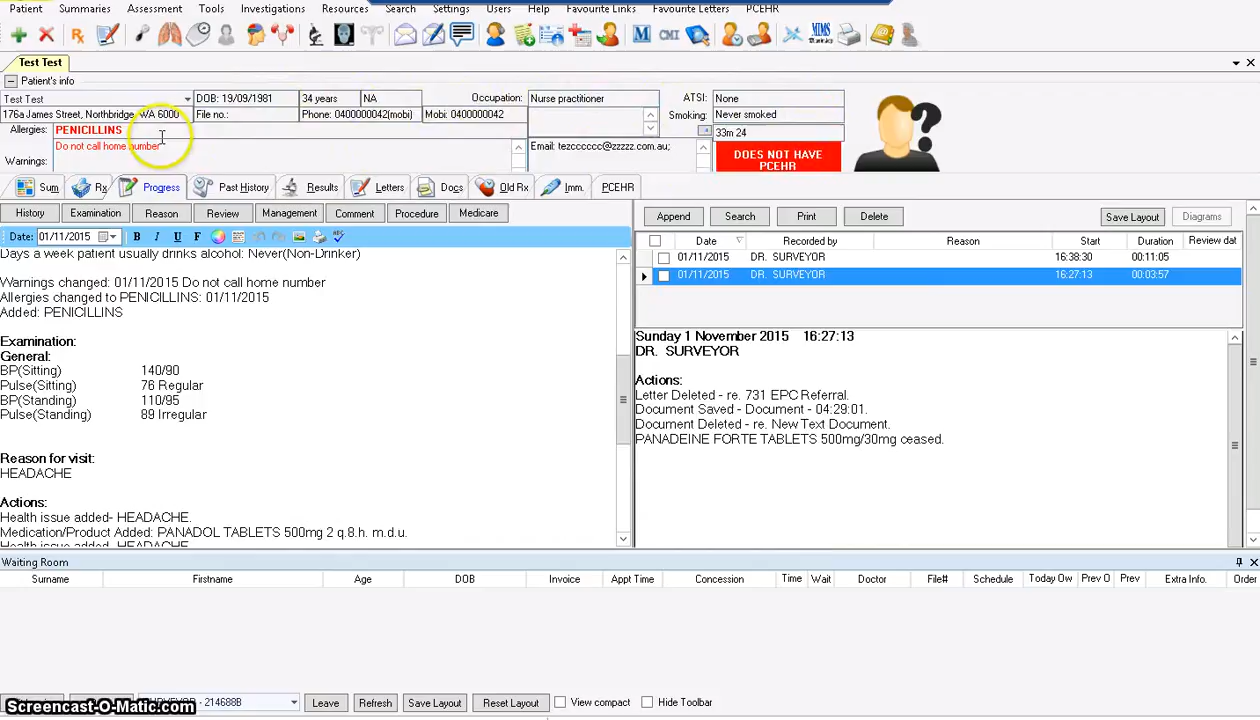 Patient Summaries Assessment Tools Investigations Resources Search Settings Users Help Favourite Links Favourite Letters PCEHR
Rx M CMI MIMS
Test Test
Patient's info
Test Test DOB: 19/09/1981 34 years NA Occupation: Nurse practitioner ATSI: None
176a James Street, Northbridge, WA 6000 File no.: Phone: 0400000042(mobi) Mobi: 0400000042 Smoking: Never smoked
Allergies: PENICILLINS 33m 24
Do not call home number Email: tezcccccc@zzzzz.com.au;
Warnings: DOES NOT HAVE
PCEHR
Sum Rx Progress Past History Results Letters Docs Old Rx Imm. PCEHR
History Examination Reason Review Management Comment Procedure Medicare
Append Search Print Delete Save Layout Diagrams
Date: 01/11/2015 B I U F ABC
Date Recorded by Reason Start Duration Review dat
01/11/2015 DR. SURVEYOR 16:38:30 00:11:05
01/11/2015 DR. SURVEYOR 16:27:13 00:03:57
Days a week patient usually drinks alcohol: Never(Non-Drinker)
Warnings changed: 01/11/2015 Do not call home number
Allergies changed to PENICILLINS: 01/11/2015
Added: PENICILLINS
Examination:
General:
BP(Sitting) 140/90
Pulse(Sitting) 76 Regular
BP(Standing) 110/95
Pulse(Standing) 89 Irregular
Reason for visit:
HEADACHE
Actions:
Health issue added- HEADACHE.
Medication/Product Added: PANADOL TABLETS 500mg 2 q.8.h. m.d.u.
Health issue added- HEADACHE
Sunday 1 November 2015 16:27:13
DR. SURVEYOR
Actions:
Letter Deleted - re. 731 EPC Referral.
Document Saved - Document - 04:29:01.
Document Deleted - re. New Text Document.
PANADEINE FORTE TABLETS 500mg/30mg ceased.
Waiting Room
Surname Firstname Age DOB Invoice Appt Time Concession Time Wait Doctor File# Schedule Today Ow Prev O Prev Extra Info. Order
SURVEYOR - 214688B Leave Refresh Save Layout Reset Layout View compact Hide Toolbar
Screencast-O-Matic.com